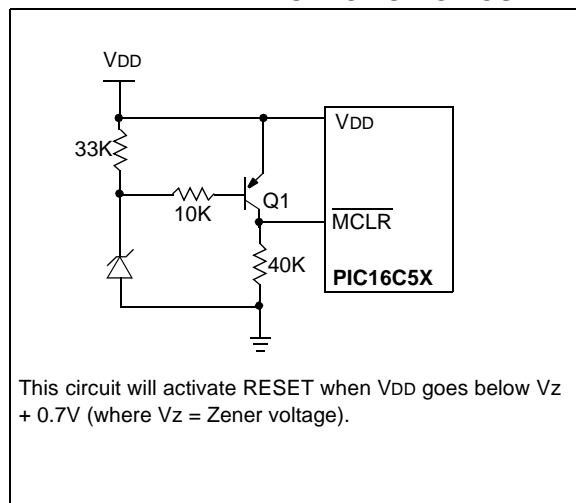 VDD
33K
10K
Q1
40K
VDD
MCLR
PIC16C5X
This circuit will activate RESET when VDD goes below Vz
+ 0.7V (where Vz = Zener voltage).